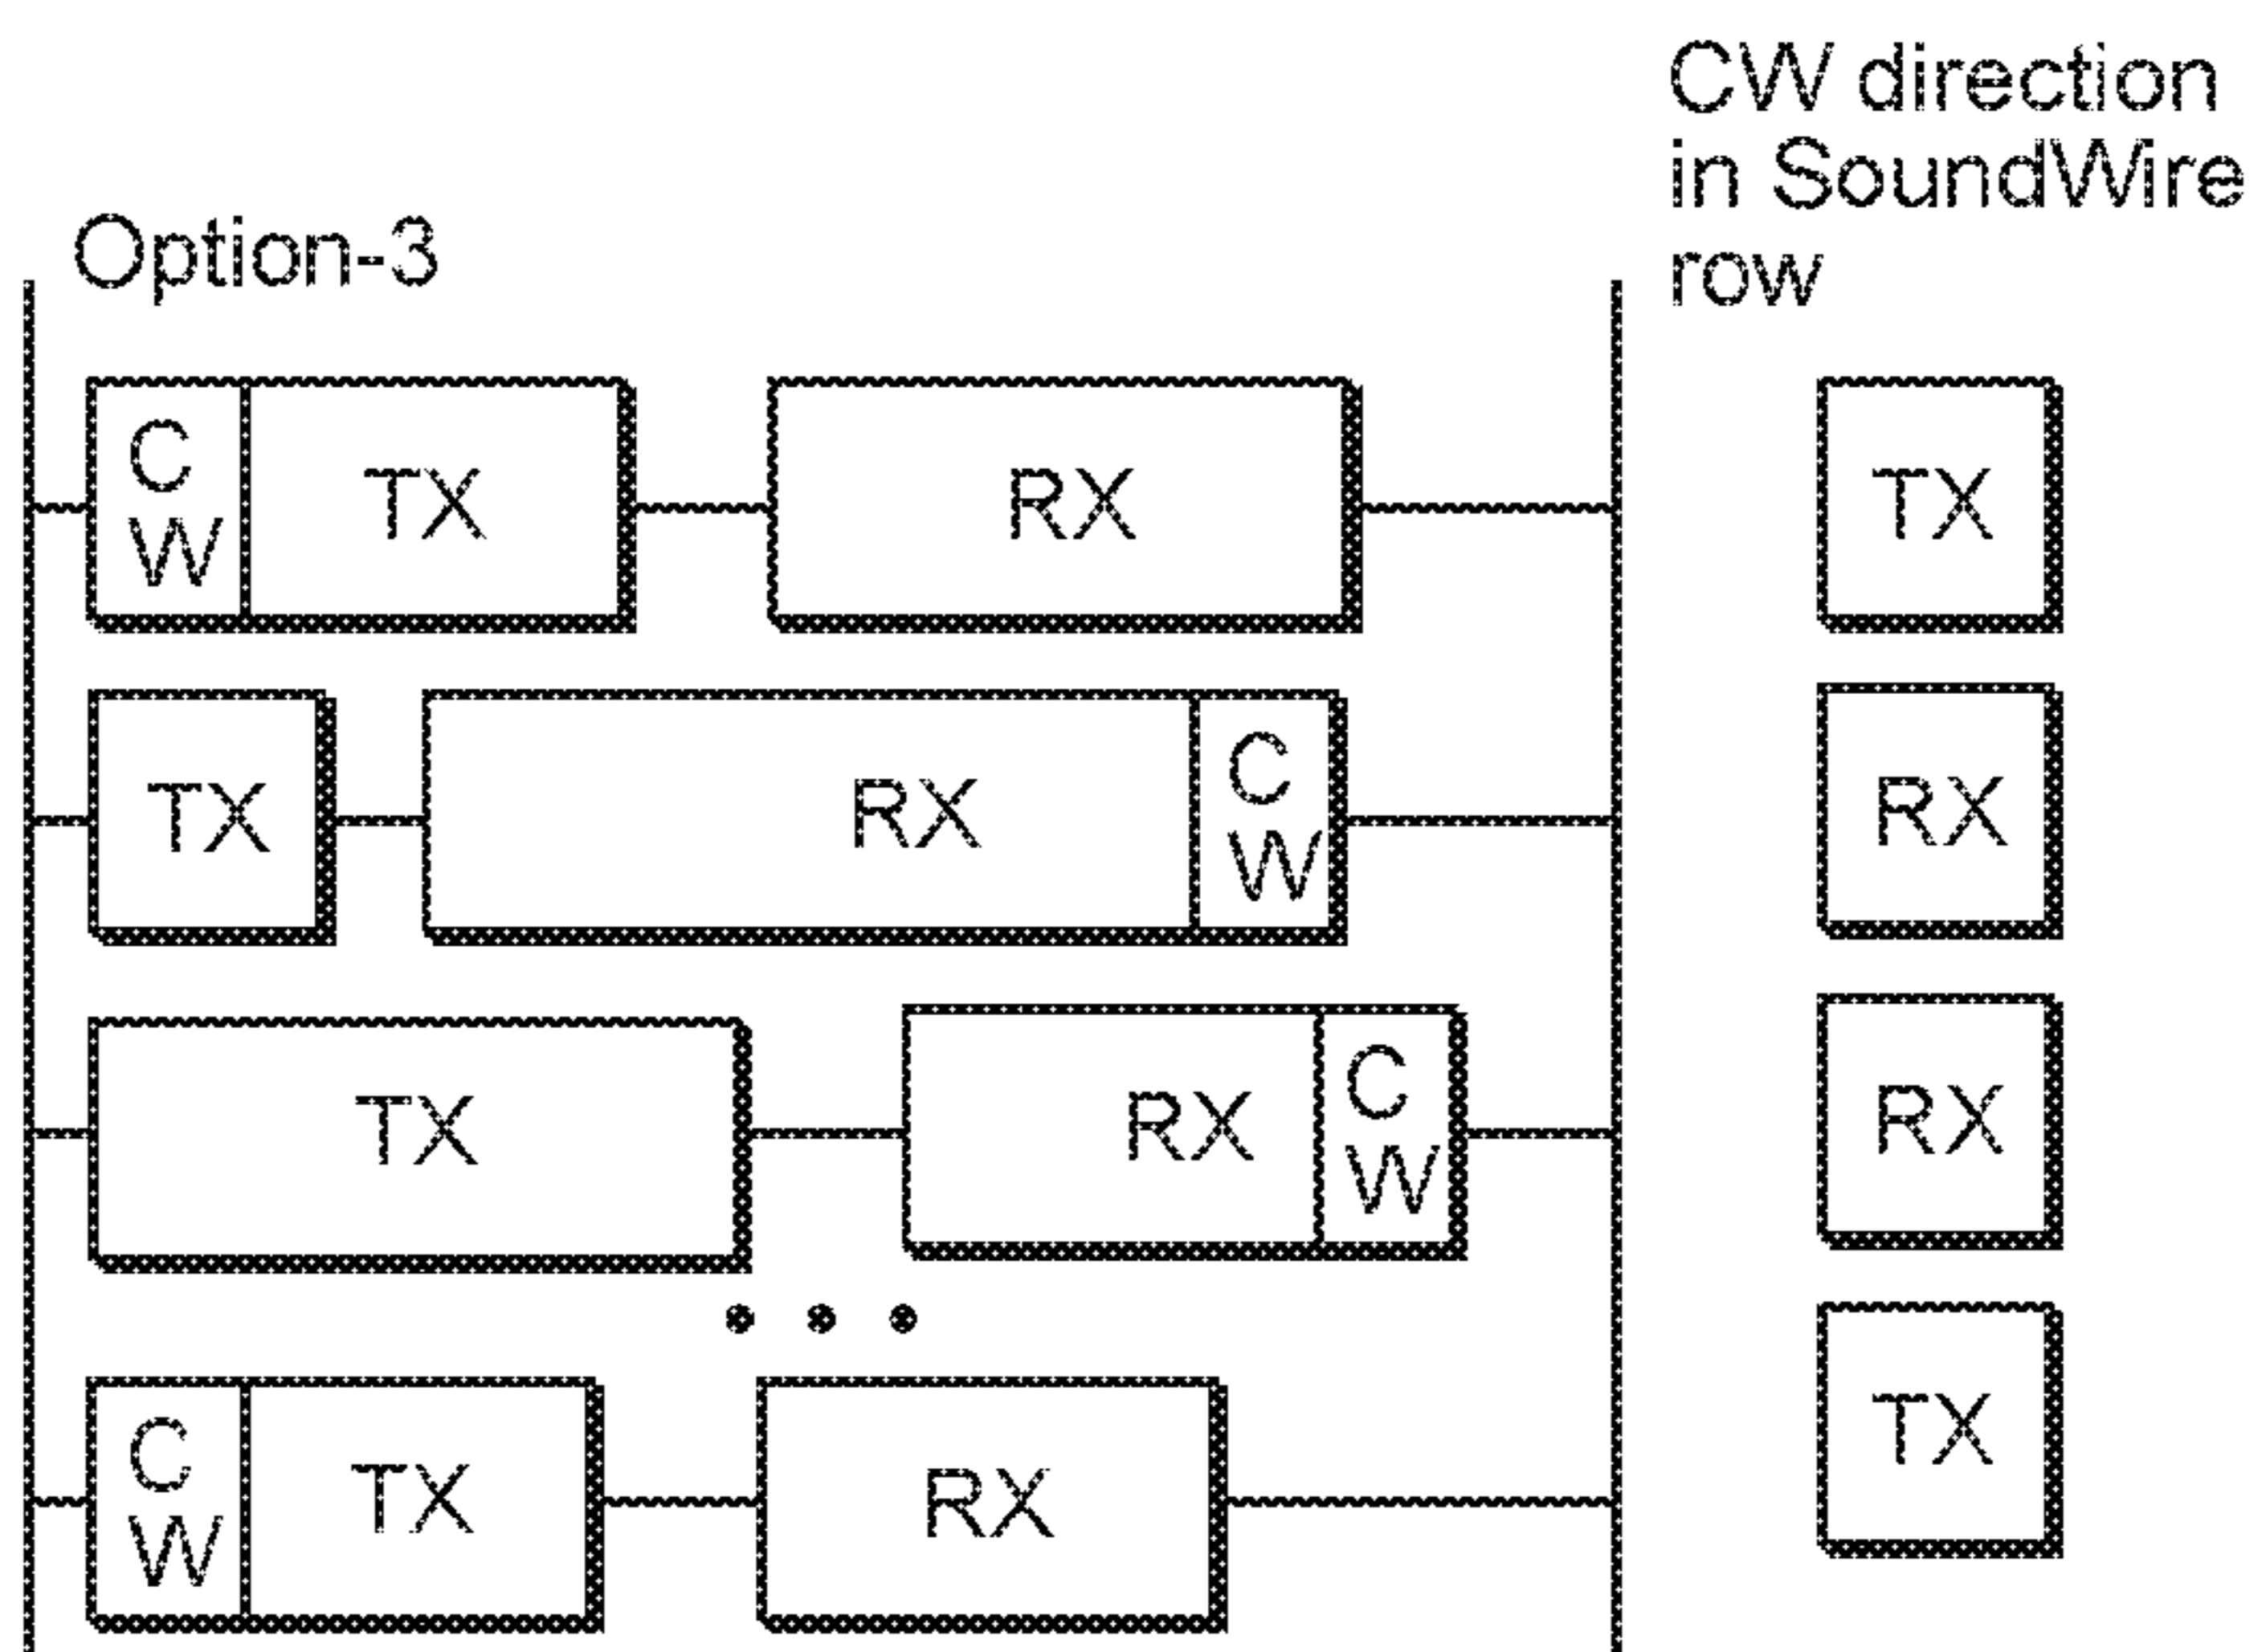 CW direction
in SoundWire
row
Option-3
C
W
TX
RX
TX
TX
RX
C
W
RX
TX
RX
C
W
RX
C
W
TX
RX
TX